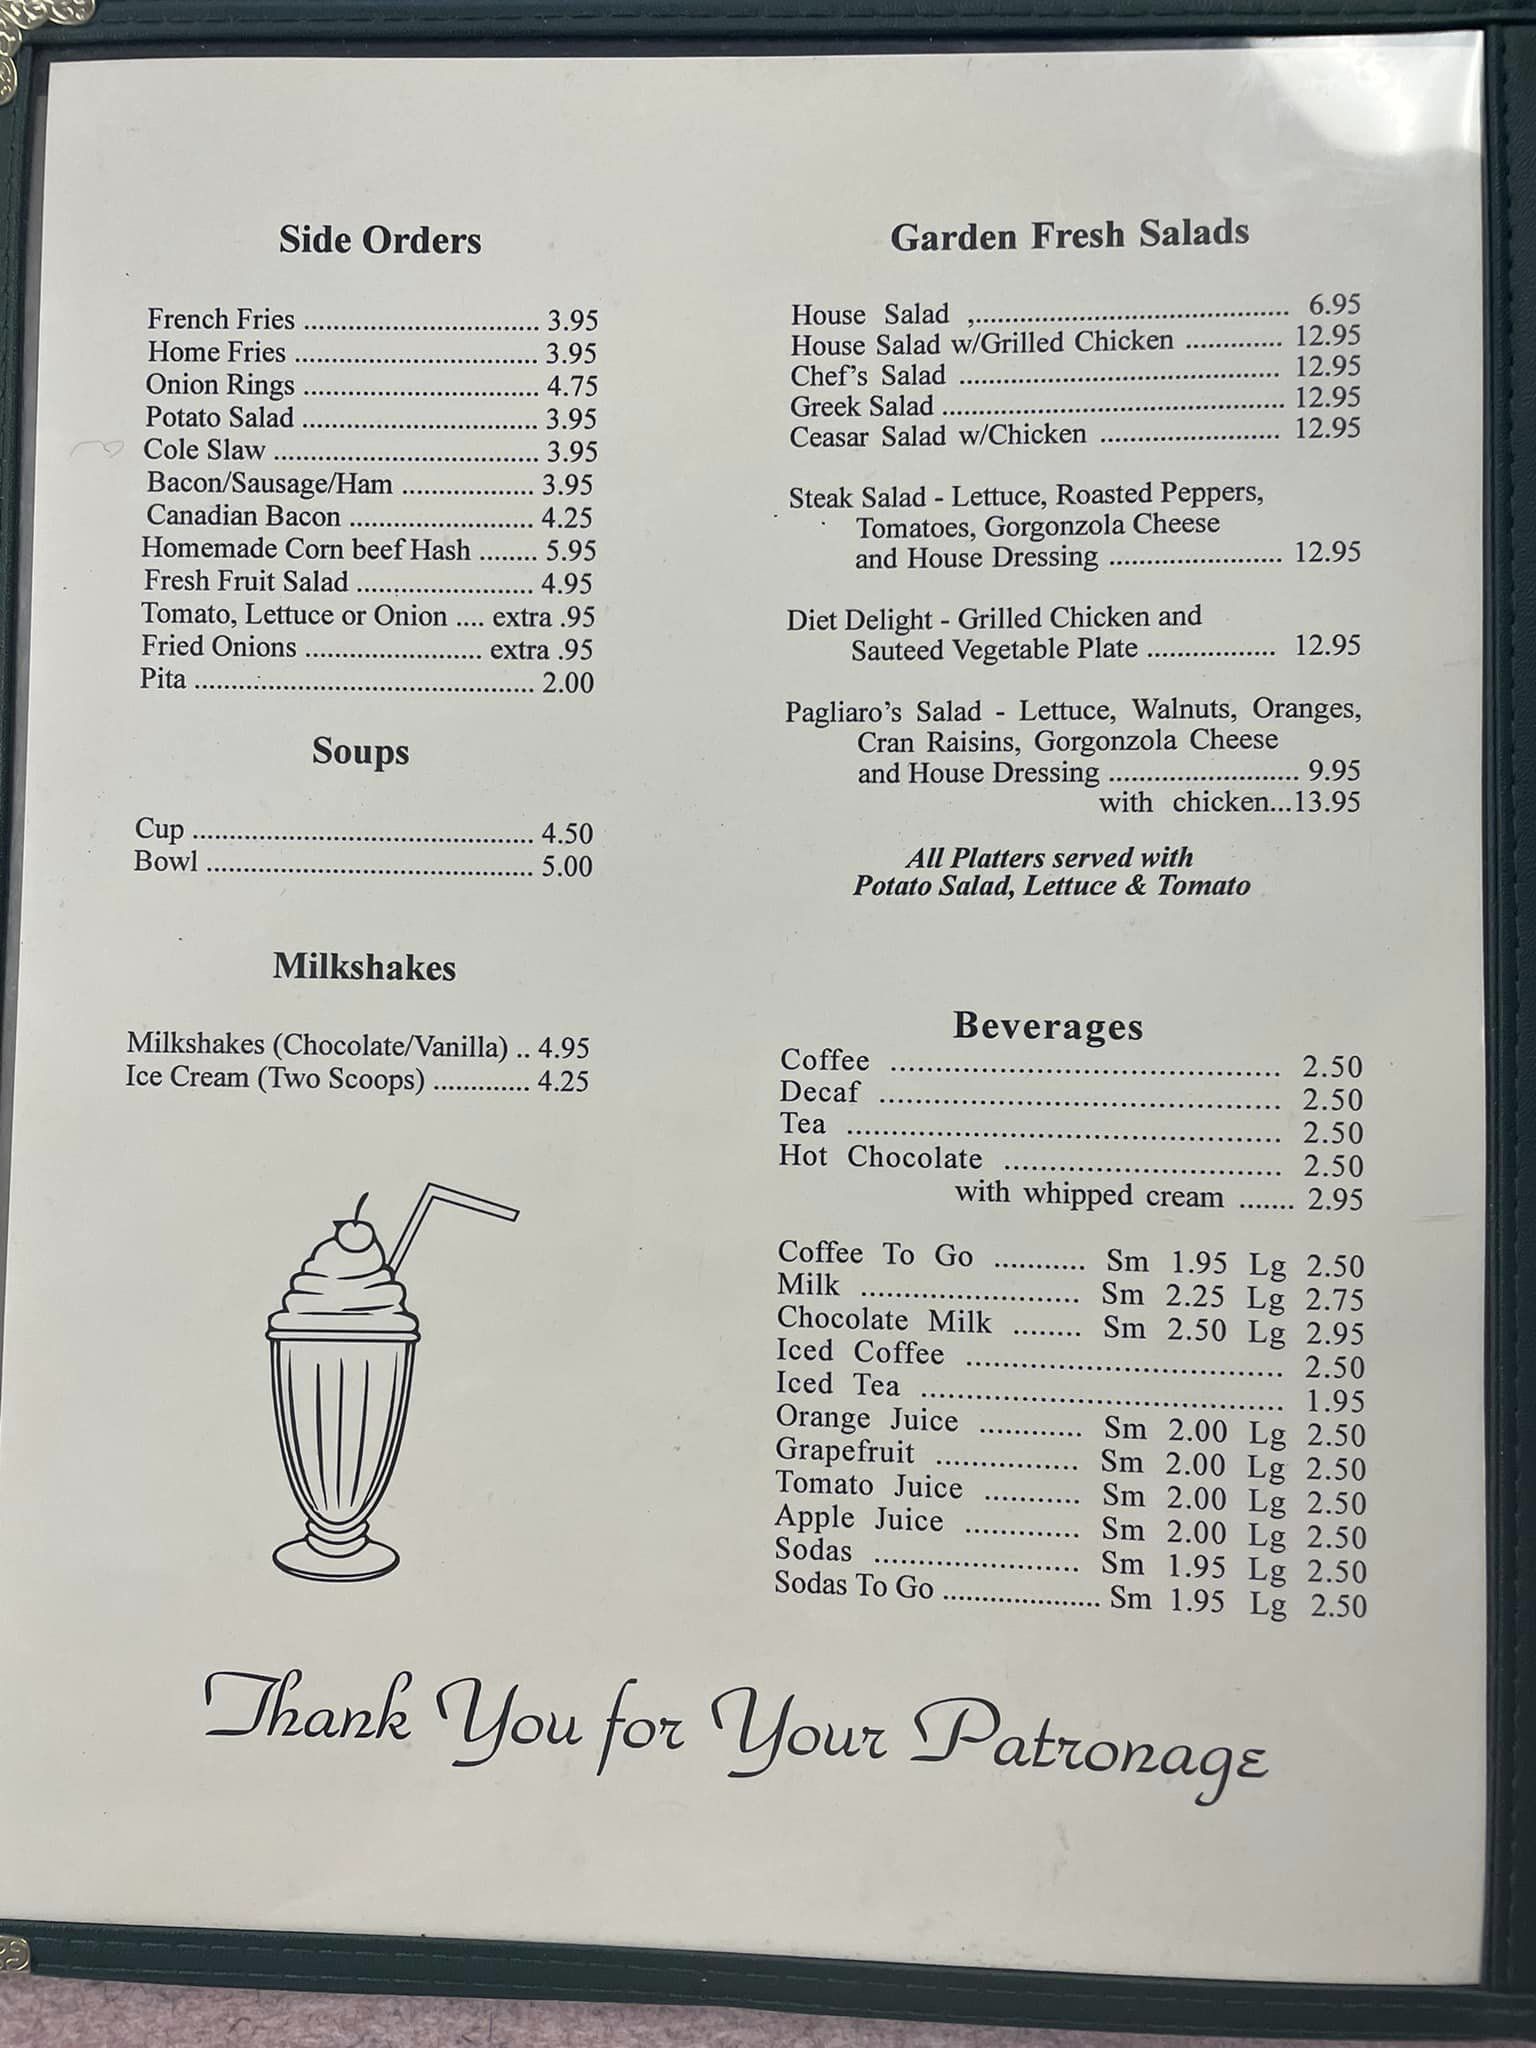 Side Orders
French Fries ................................ 3.95
Home Fries ................................. 3.95
Onion Rings ................................ 4.75
Potato Salad ................................ 3.95
Cole Slaw .................................... 3.95
Bacon/Sausage/Ham .................. 3.95
Canadian Bacon ......................... 4.25
Homemade Corn beef Hash ........ 5.95
Fresh Fruit Salad ........................ 4.95
Tomato, Lettuce or Onion .... extra .95
Fried Onions ........................ extra .95
Pita .............................................. 2.00
Soups
Cup .............................................. 4.50
Bowl ............................................ 5.00
Milkshakes
Milkshakes (Chocolate/Vanilla) .. 4.95
Ice Cream (Two Scoops) ............. 4.25
Garden Fresh Salads
House Salad ,.......................................... 6.95
House Salad w/Grilled Chicken ............. 12.95
Chef's Salad ........................................... 12.95
Greek Salad .............................................. 12.95
Ceasar Salad w/Chicken ........................ 12.95
Steak Salad - Lettuce, Roasted Peppers,
Tomatoes, Gorgonzola Cheese
and House Dressing ....................... 12.95
Diet Delight - Grilled Chicken and
Sauteed Vegetable Plate ................. 12.95
Pagliaro's Salad - Lettuce, Walnuts, Oranges,
Cran Raisins, Gorgonzola Cheese
and House Dressing .......................... 9.95
with chicken...13.95
All Platters served with
Potato Salad, Lettuce & Tomato
Beverages
Coffee .......................................... 2.50
Decaf ........................................... 2.50
Tea ............................................... 2.50
Hot Chocolate .............................. 2.50
with whipped cream ....... 2.95
Coffee To Go ........... Sm 1.95 Lg 2.50
Milk .......................... Sm 2.25 Lg 2.75
Chocolate Milk ........ Sm 2.50 Lg 2.95
Iced Coffee ................................... 2.50
Iced Tea ........................................ 1.95
Orange Juice ............ Sm 2.00 Lg 2.50
Grapefruit ................ Sm 2.00 Lg 2.50
Tomato Juice ........... Sm 2.00 Lg 2.50
Apple Juice ............. Sm 2.00 Lg 2.50
Sodas ....................... Sm 1.95 Lg 2.50
Sodas To Go ..................... Sm 1.95 Lg 2.50
Thank You for Your Patronage